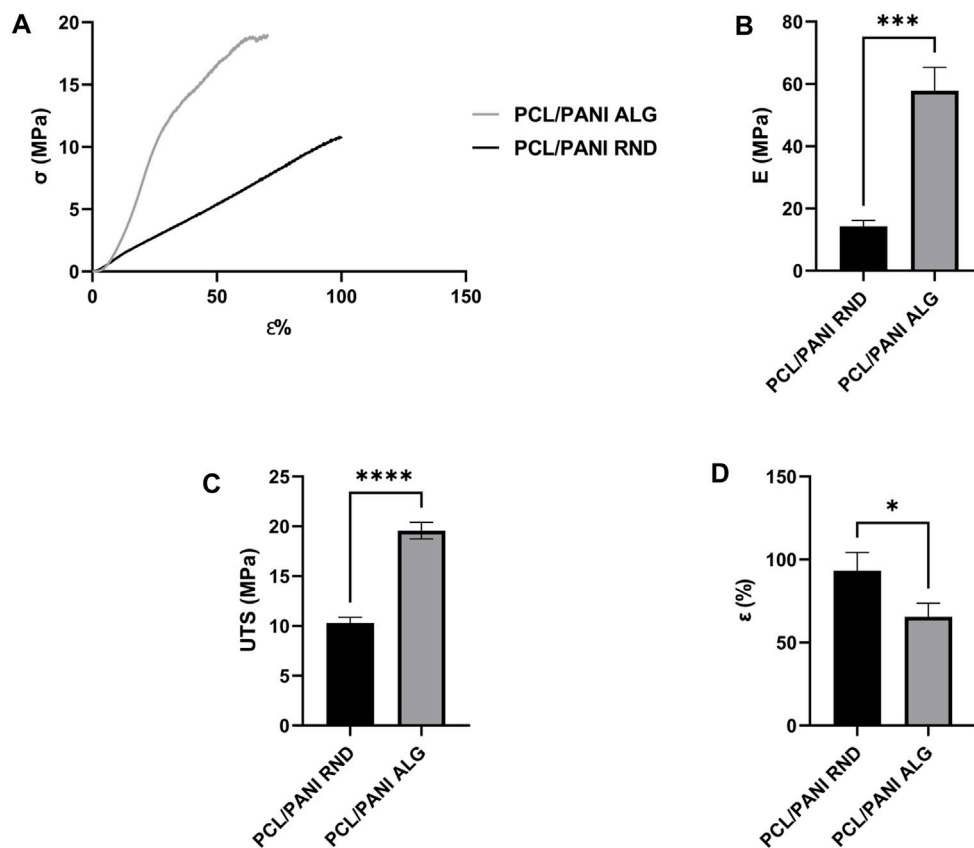 A
σ (MPa)
20
15
10
5
0
0
50
100
150
ε%
PCL/PANI ALG
PCL/PANI RND
B
***
E (MPa)
80
60
40
20
0
PCL/PANI RND
PCL/PANI ALG
C
****
UTS (MPa)
25
20
15
10
5
0
PCL/PANI RND
PCL/PANI ALG
D
*
ε (%)
150
100
50
0
PCL/PANI RND
PCL/PANI ALG